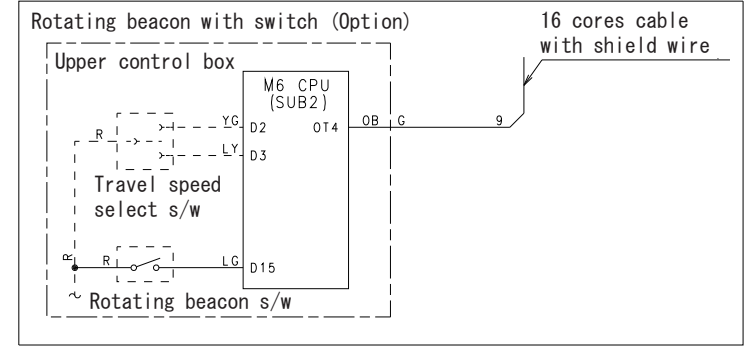 Rotating beacon with switch (Option)
16 cores cable
with shield wire
Upper control box
M6 CPU
(SUB2)
YG D2
OT4 OB G 9
R
LY D3
Travel speed
select s/w
R
R LG D15
Rotating beacon s/w